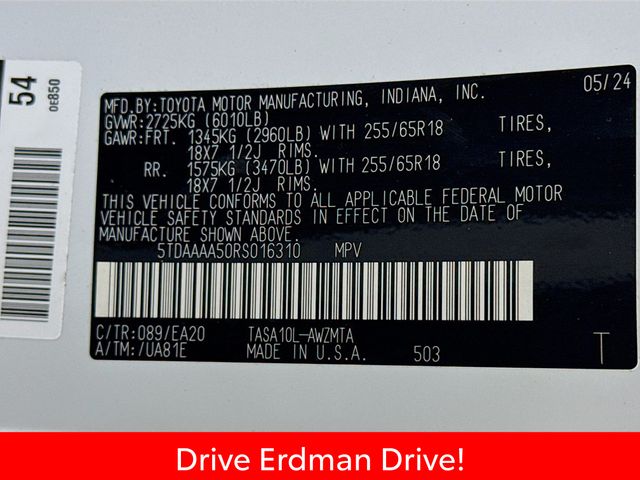 54
0E850
MFD.BY:TOYOTA MOTOR MANUFACTURING, INDIANA, INC. 05/24
GVWR:2725KG (6010LB)
GAWR:FRT. 1345KG (2960LB) WITH 255/65R18 TIRES,
18X7 1/2J RIMS.
RR. 1575KG (3470LB) WITH 255/65R18 TIRES,
18X7 1/2J RIMS.
THIS VEHICLE CONFORMS TO ALL APPLICABLE FEDERAL MOTOR
VEHICLE SAFETY STANDARDS IN EFFECT ON THE DATE OF
MANUFACTURE SHOWN ABOVE.
5TDAAAA50RS016310 MPV
C/TR:089/EA20 TASA10L-AWZMTA
A/TM:/UA81E MADE IN U.S.A. 503 T
Drive Erdman Drive!